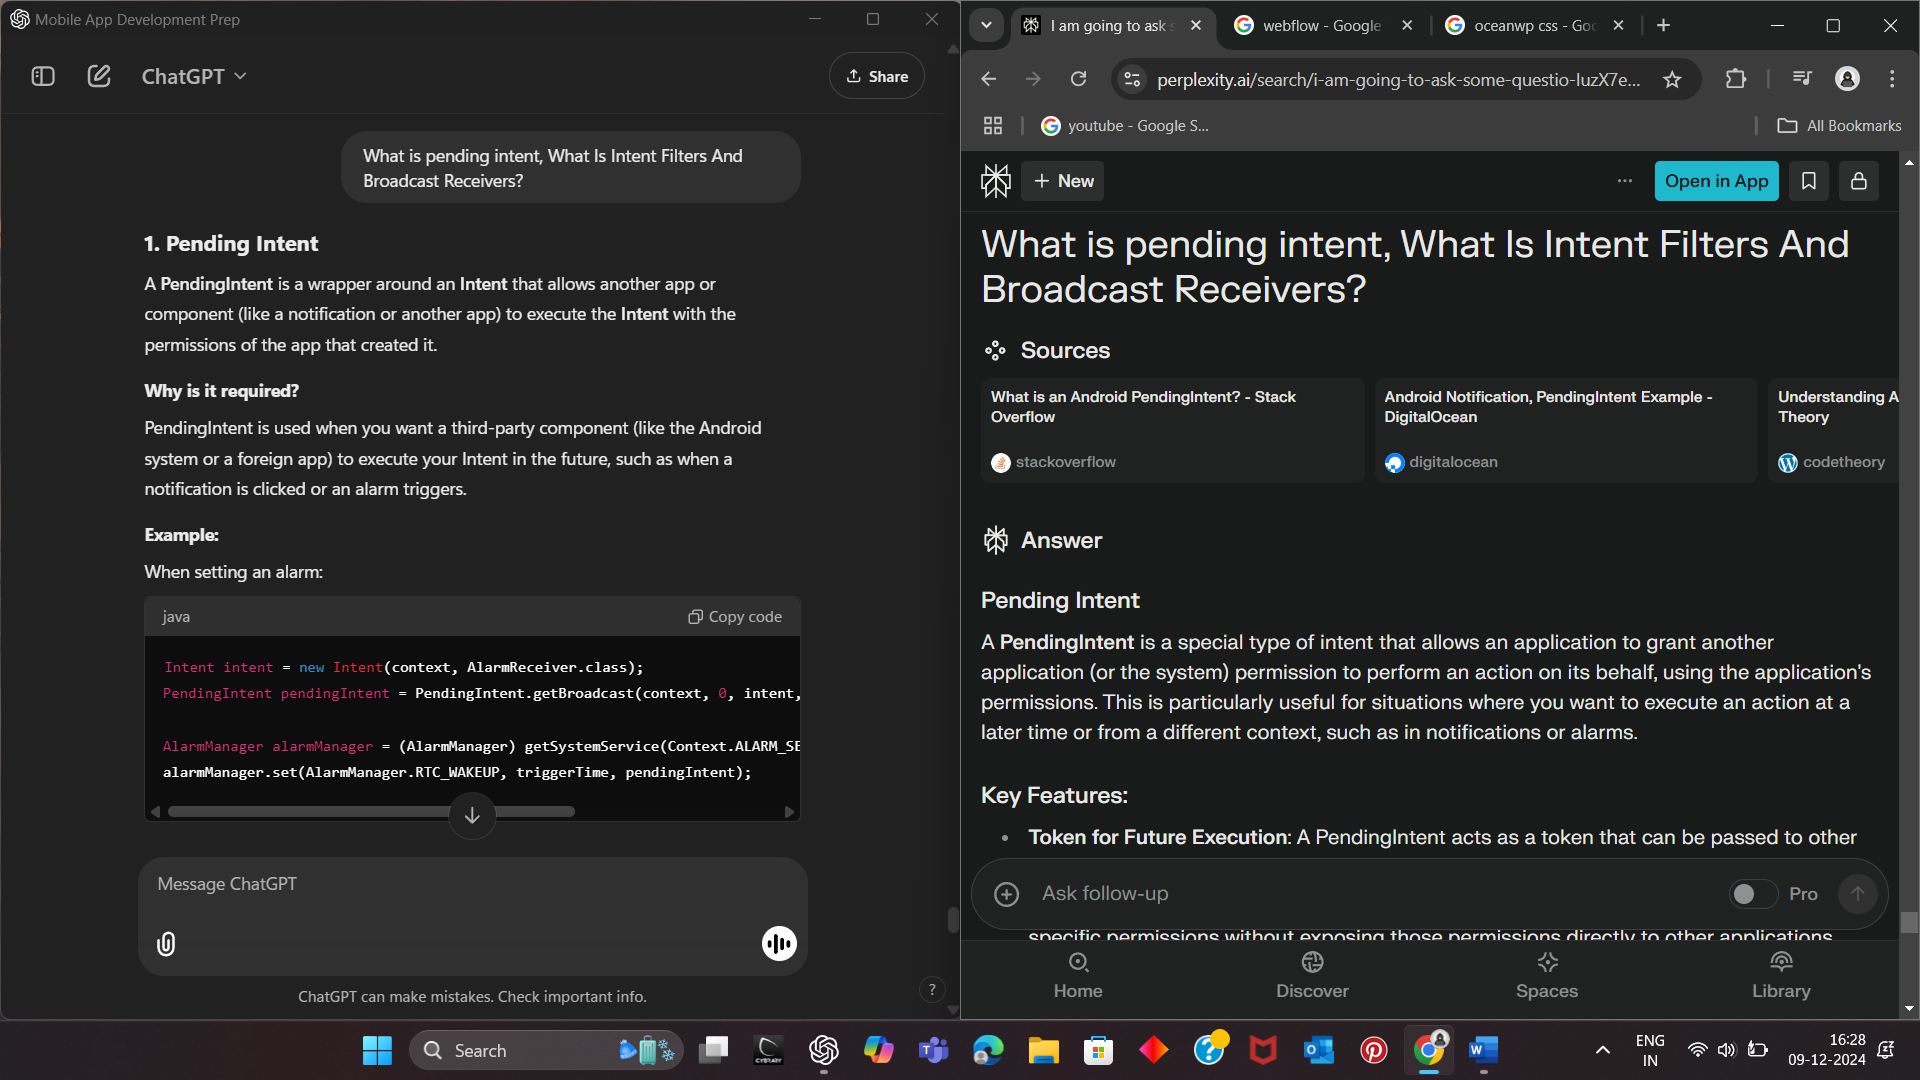 Mobile App Development Prep
ChatGPT
Share
What is pending intent, What Is Intent Filters And
Broadcast Receivers?
1. Pending Intent
A PendingIntent is a wrapper around an Intent that allows another app or
component (like a notification or another app) to execute the Intent with the
permissions of the app that created it.
Why is it required?
PendingIntent is used when you want a third-party component (like the Android
system or a foreign app) to execute your Intent in the future, such as when a
notification is clicked or an alarm triggers.
Example:
When setting an alarm:
java
Copy code
Intent intent = new Intent(context, AlarmReceiver.class);
PendingIntent pendingIntent = PendingIntent.getBroadcast(context, 0, intent,
AlarmManager alarmManager = (AlarmManager) getSystemService(Context.ALARM_SE
alarmManager.set(AlarmManager.RTC_WAKEUP, triggerTime, pendingIntent);
Message ChatGPT
ChatGPT can make mistakes. Check important info.
?
I am going to ask s
webflow - Google
oceanwp css - Goo
perplexity.ai/search/i-am-going-to-ask-some-questio-luzX7e...
youtube - Google S...
All Bookmarks
+ New
Open in App
What is pending intent, What Is Intent Filters And
Broadcast Receivers?
Sources
What is an Android PendingIntent? - Stack
Overflow
stackoverflow
Android Notification, PendingIntent Example -
DigitalOcean
digitalocean
Understanding A
Theory
codetheory
Answer
Pending Intent
A PendingIntent is a special type of intent that allows an application to grant another
application (or the system) permission to perform an action on its behalf, using the application's
permissions. This is particularly useful for situations where you want to execute an action at a
later time or from a different context, such as in notifications or alarms.
Key Features:
• Token for Future Execution: A PendingIntent acts as a token that can be passed to other
Ask follow-up
Pro
specific permissions without exposing those permissions directly to other applications.
Home
Discover
Spaces
Library
Search
CYBRARY
ENG
IN
16:28
09-12-2024